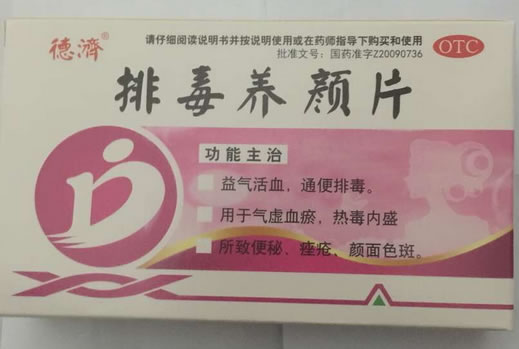 德濟®
请仔细阅读说明书并按说明使用或在药师指导下购买和使用
批准文号：国药准字Z20090736
OTC
排毒养颜片
功能主治
益气活血，通便排毒。
用于气虚血瘀，热毒内盛
所致便秘、痤疮、颜面色斑。